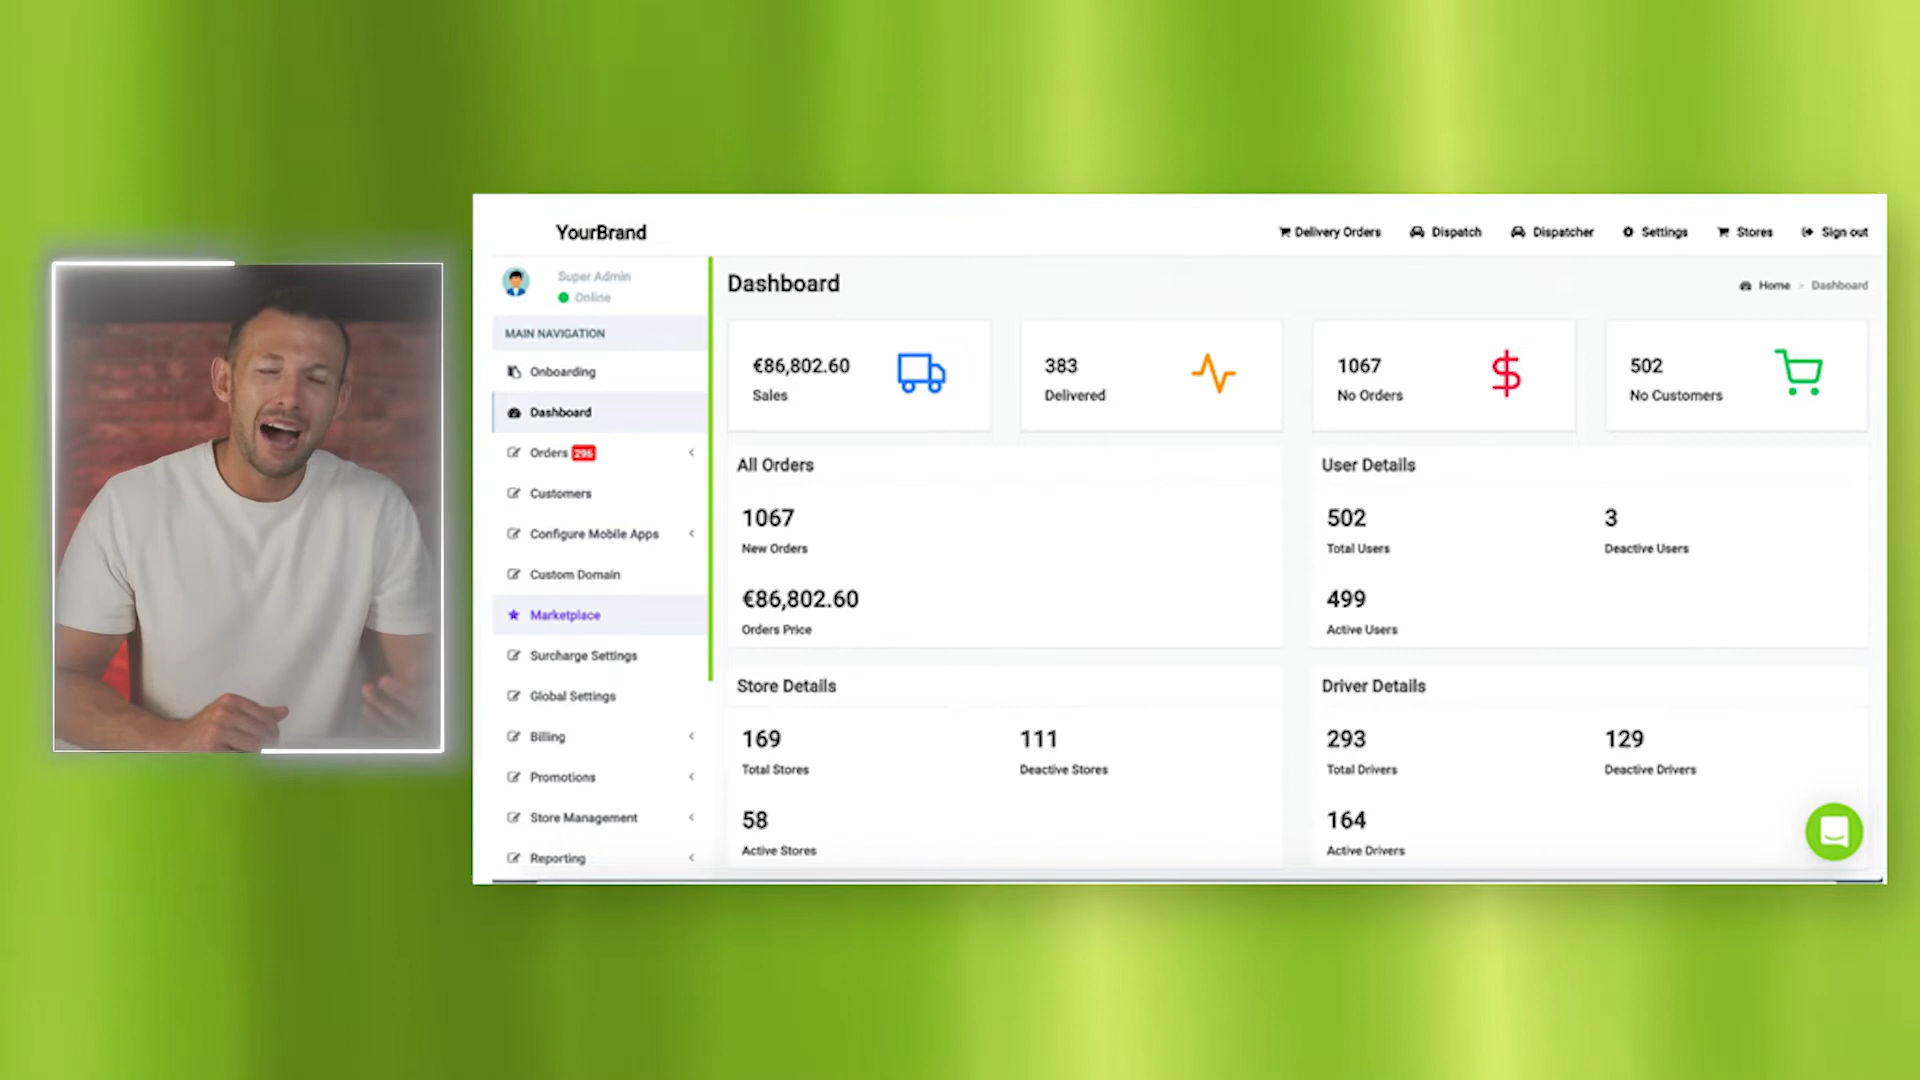 YourBrand
Delivery Orders
Dispatch
Dispatcher
Settings
Stores
Sign out
Super Admin
Online
MAIN NAVIGATION
Onboarding
Dashboard
Orders 296
Customers
Configure Mobile Apps
Custom Domain
Marketplace
Surcharge Settings
Global Settings
Billing
Promotions
Store Management
Reporting
Dashboard
Home > Dashboard
€86,802.60
Sales
383
Delivered
1067
No Orders
502
No Customers
All Orders
1067
New Orders
€86,802.60
Orders Price
User Details
502
Total Users
3
Deactive Users
499
Active Users
Store Details
169
Total Stores
111
Deactive Stores
58
Active Stores
Driver Details
293
Total Drivers
129
Deactive Drivers
164
Active Drivers